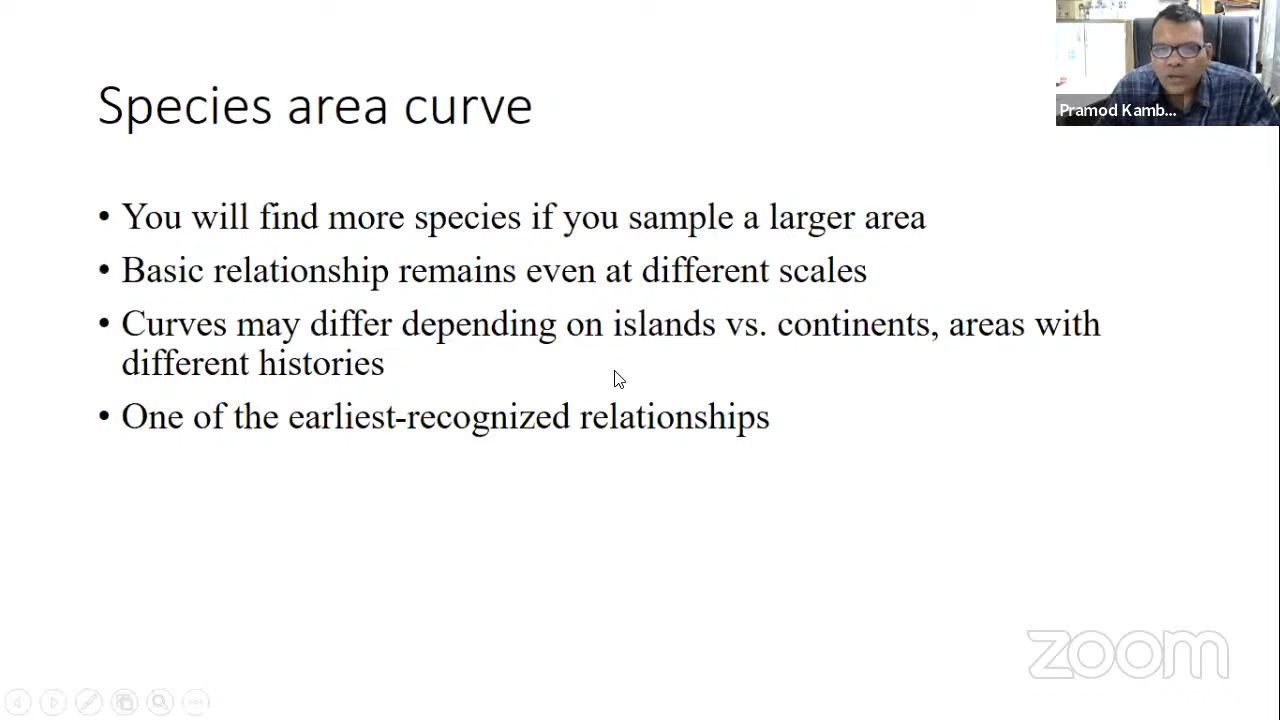 Species area curve
Pramod Kamb...
• You will find more species if you sample a larger area
• Basic relationship remains even at different scales
• Curves may differ depending on islands vs. continents, areas with
different histories
• One of the earliest-recognized relationships
zoom